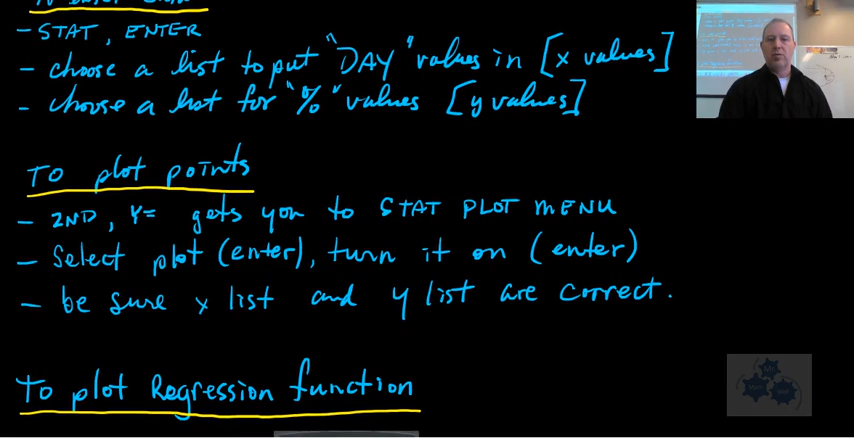 - STAT, ENTER
- choose a list to put "DAY" values in [x values]
- choose a list for "%" values [y values]
To plot points
- 2ND, Y= gets you to STAT PLOT MENU
- Select plot (enter), turn it on (enter)
- be sure x list and y list are correct.
To plot Regression function